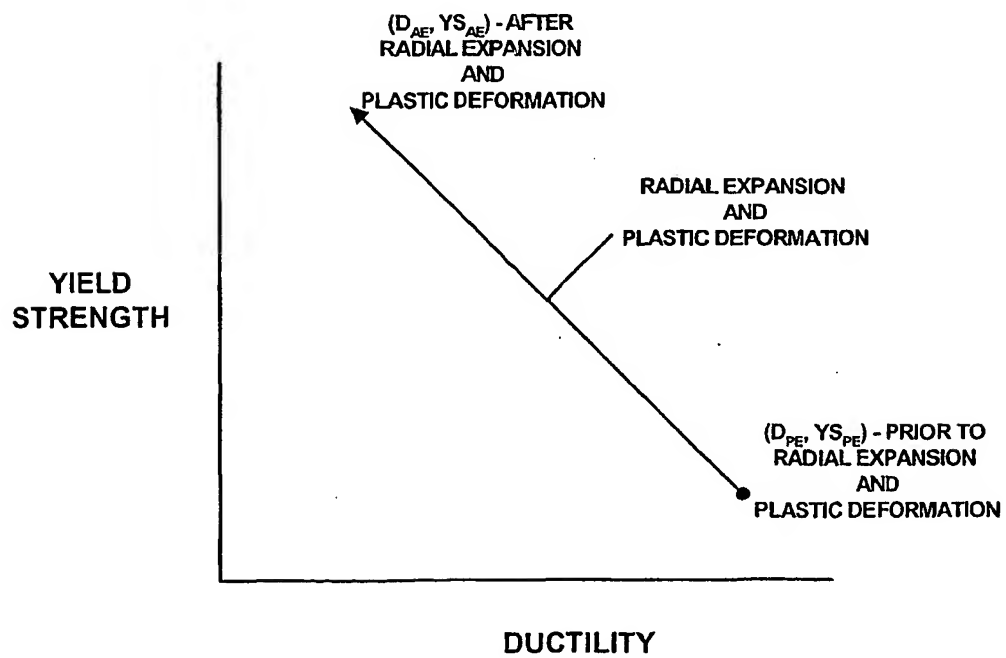 (D_AE, YS_AE) - AFTER
RADIAL EXPANSION
AND
PLASTIC DEFORMATION
RADIAL EXPANSION
AND
PLASTIC DEFORMATION
YIELD
STRENGTH
(D_PE, YS_PE) - PRIOR TO
RADIAL EXPANSION
AND
PLASTIC DEFORMATION
DUCTILITY